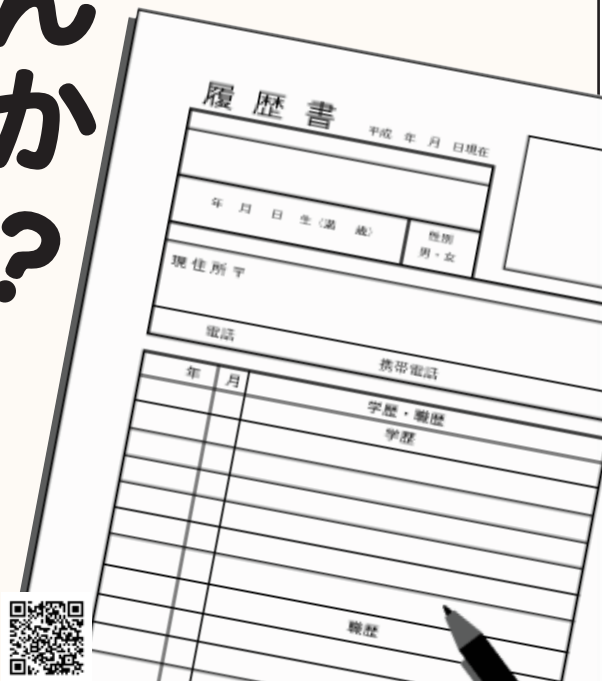 んか？
履歴書
平成 年 月 日現在
年 月 日 生（満 歳）
性別
男・女
現住所〒
電話
携帯電話
年 月 学歴・職歴
学歴
職歴